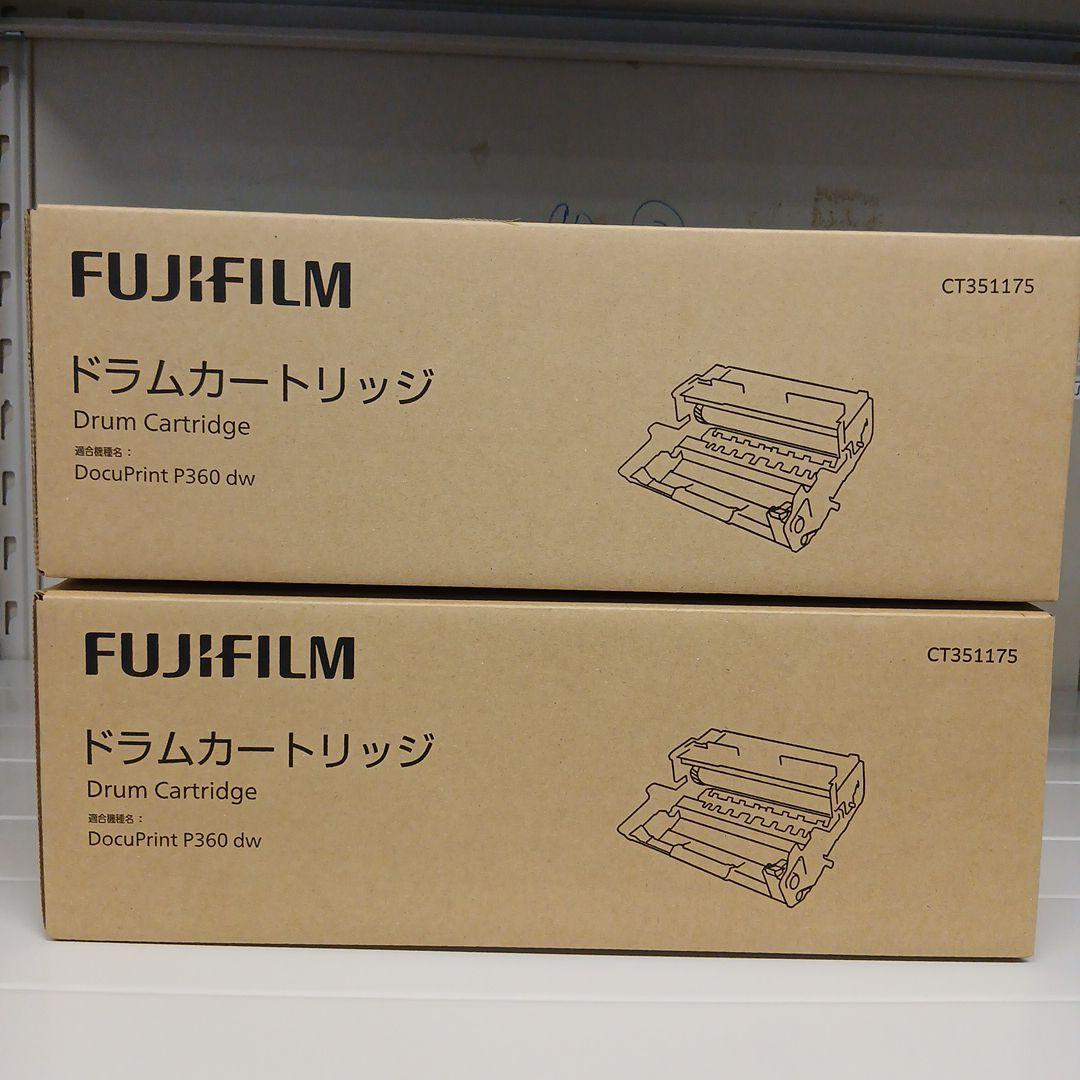 FUJIFILM
CT351175
ドラムカートリッジ
Drum Cartridge
適合機種名：
DocuPrint P360 dw
FUJIFILM
CT351175
ドラムカートリッジ
Drum Cartridge
適合機種名：
DocuPrint P360 dw